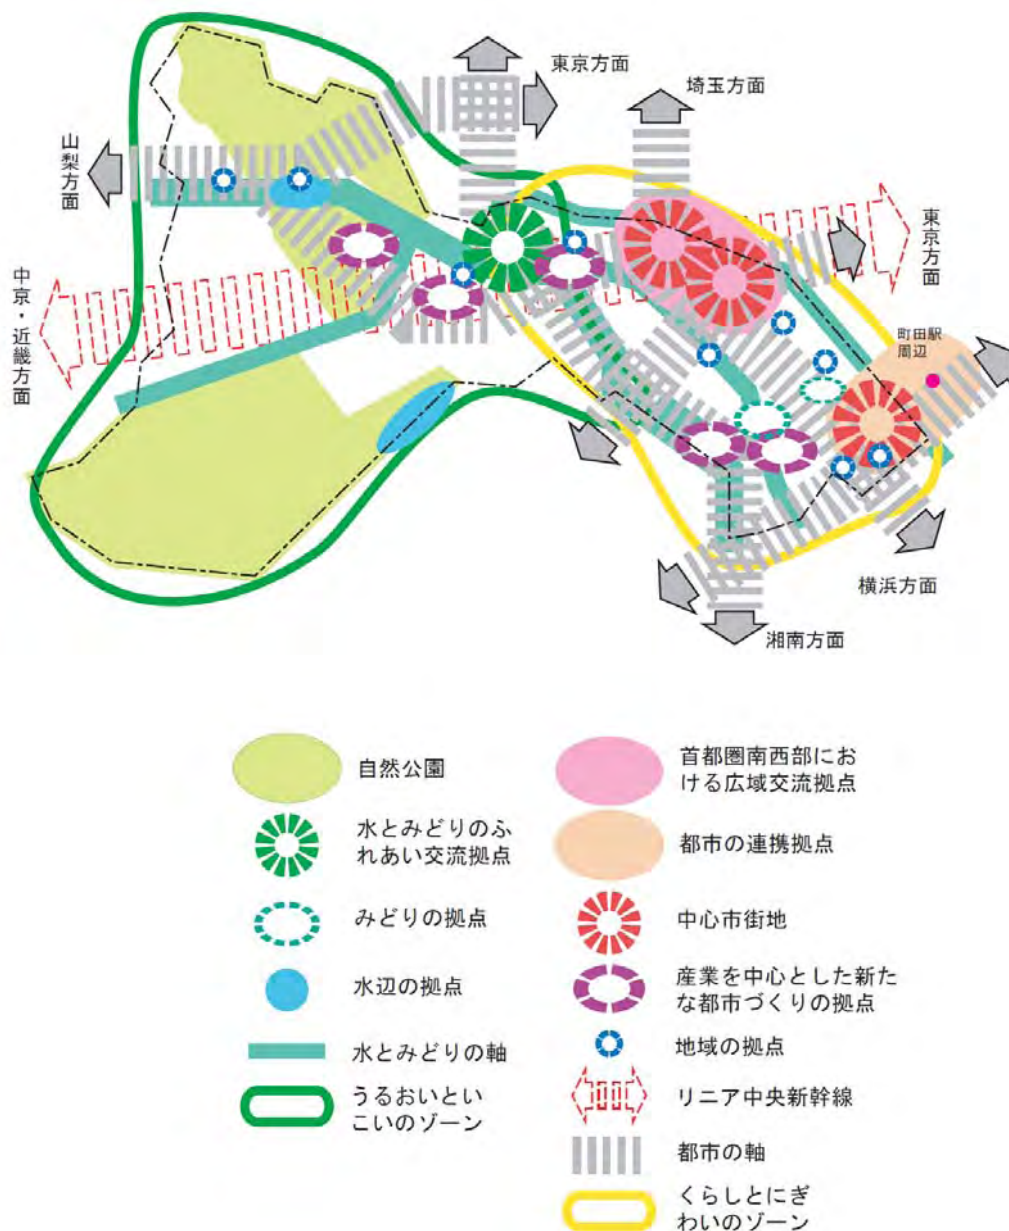 東京方面
埼玉方面
山梨方面
東京方面
中京・近畿方面
町田駅
周辺
横浜方面
湘南方面
自然公園
水とみどりのふ
れあい交流拠点
みどりの拠点
水辺の拠点
水とみどりの軸
うるおいとい
こいのゾーン
首都圏南西部にお
ける広域交流拠点
都市の連携拠点
中心市街地
産業を中心とした新た
な都市づくりの拠点
地域の拠点
リニア中央新幹線
都市の軸
くらしとにぎ
わいのゾーン